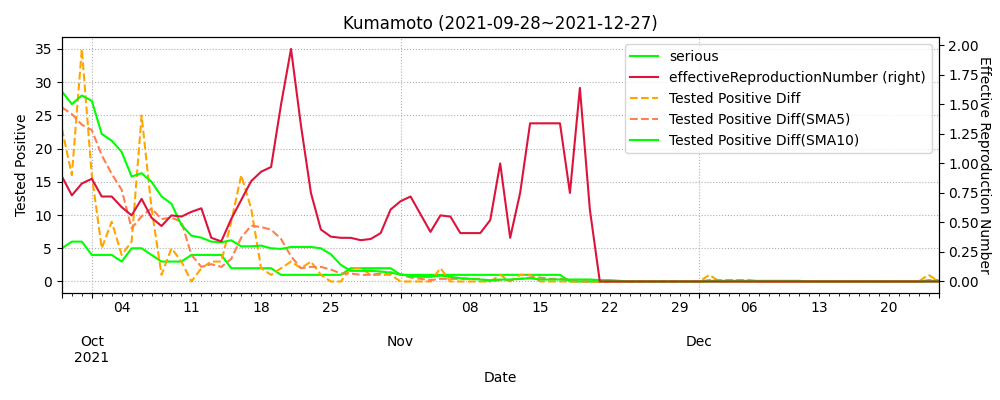 Kumamoto (2021-09-28~2021-12-27)
Tested Positive
35
30
25
20
15
10
5
0
serious
effectiveReproductionNumber (right)
Tested Positive Diff
Tested Positive Diff(SMA5)
Tested Positive Diff(SMA10)
2.00
1.75
1.50
1.25
1.00
0.75
0.50
0.25
0.00
Effective Reproduction Number
04 11 18 25 08 15 22 29 06 13 20
Oct Nov Dec
2021
Date